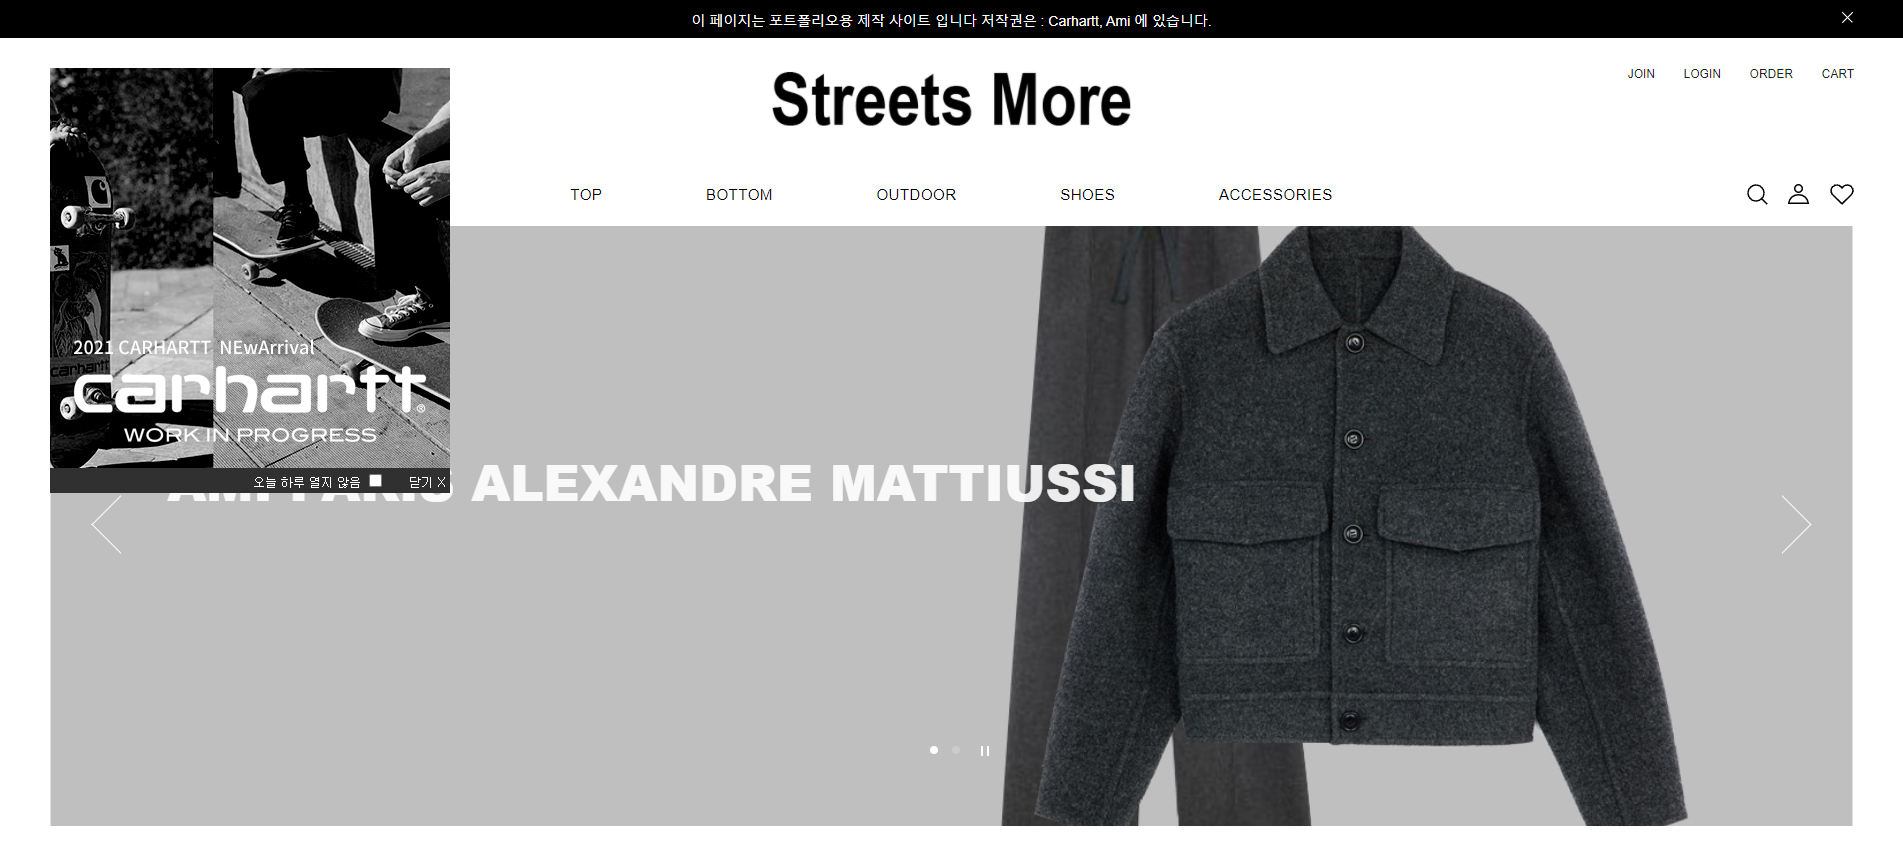 이 페이지는 포트폴리오용 제작 사이트 입니다 저작권은 : Carhartt, Ami 에 있습니다.
JOIN LOGIN ORDER CART
Streets More
TOP BOTTOM OUTDOOR SHOES ACCESSORIES
2021 CARHARTT NEwArrival
carhartt®
WORK IN PROGRESS
오늘 하루 열지 않음 닫기 X
AMI PARIS ALEXANDRE MATTIUSSI
carhartt